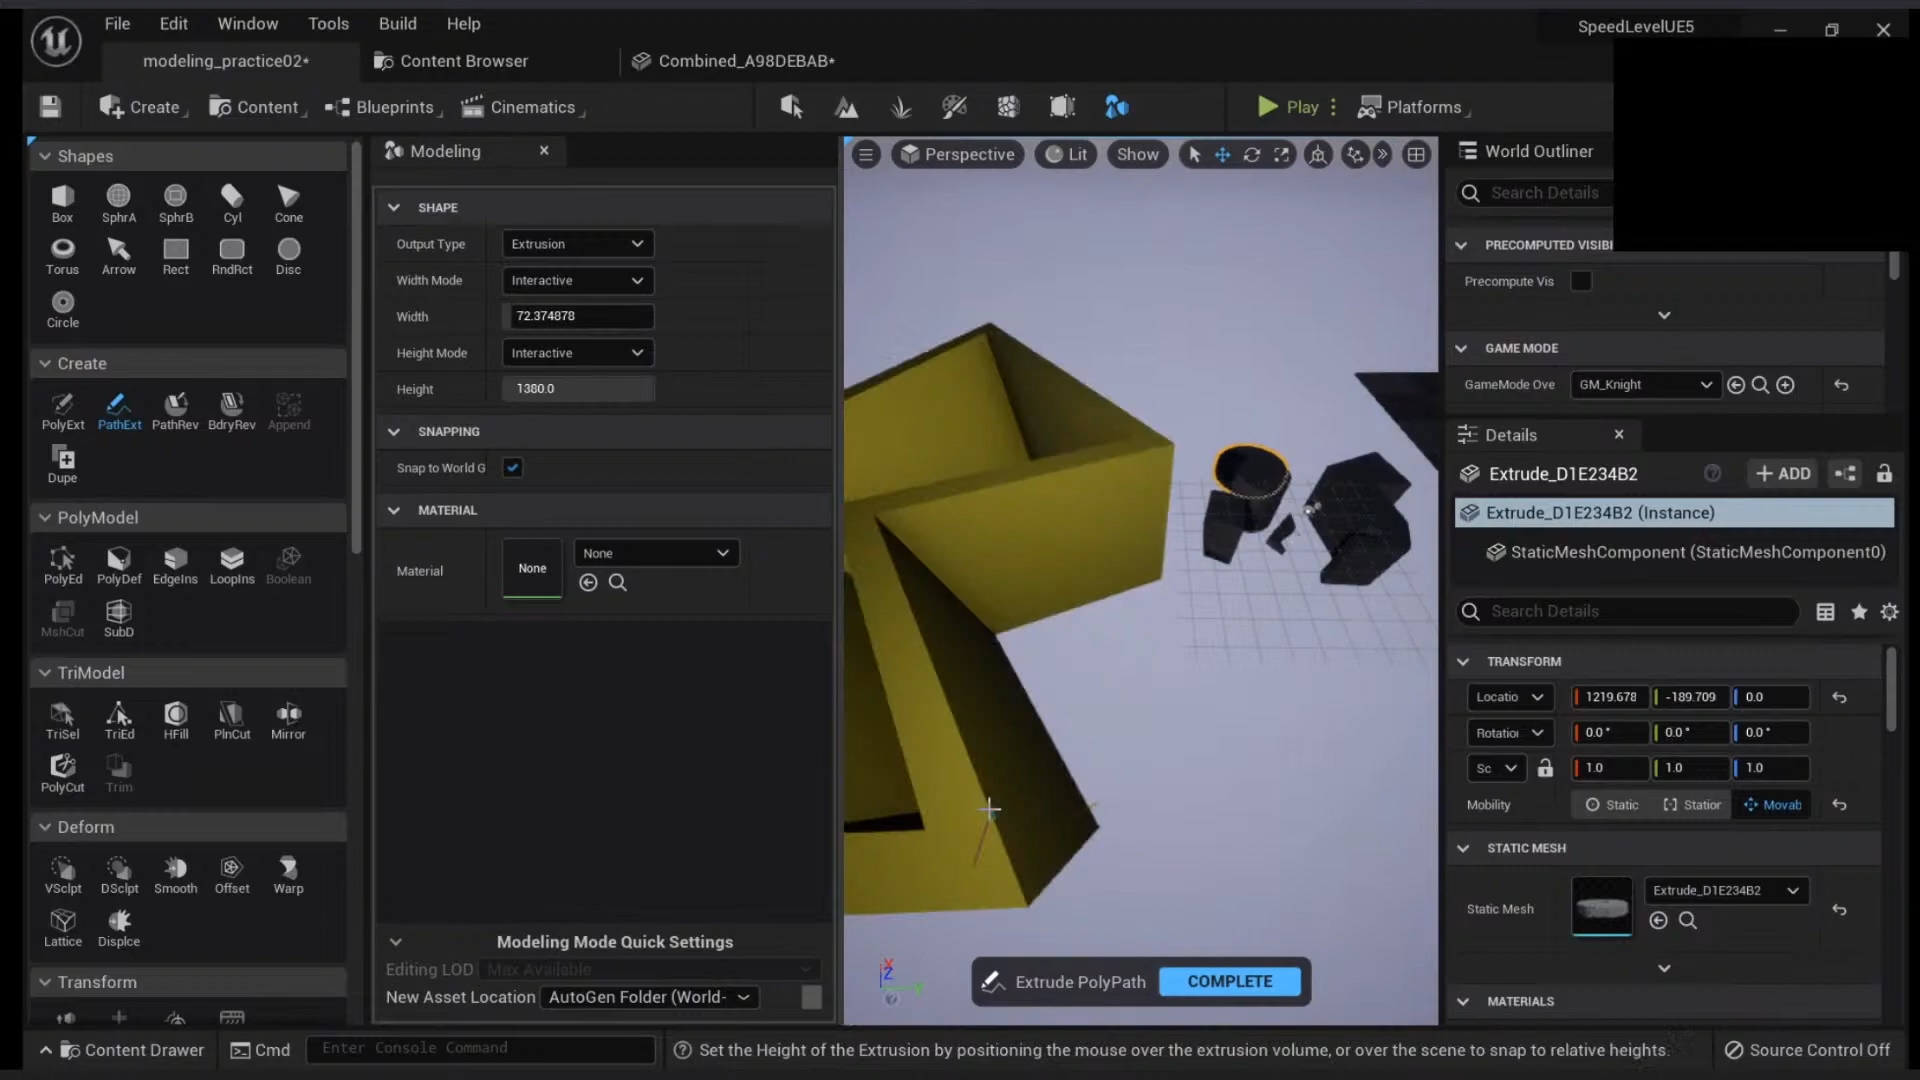 File Edit Window Tools Build Help
SpeedLevelUE5
modeling_practice02*
Content Browser
Combined_A98DEBAB*
Create
Content
Blueprints
Cinematics
Play
Platforms
Shapes
Box SphrA SphrB Cyl Cone
Torus Arrow Rect RndRct Disc
Circle
Create
PolyExt PathExt PathRev BdryRev Append
Dupe
PolyModel
PolyEd PolyDef EdgeIns LoopIns Boolean
MshCut SubD
TriModel
TriSel TriEd HFill PlnCut Mirror
PolyCut Trim
Deform
VSclpt DSclpt Smooth Offset Warp
Lattice Displce
Transform
Modeling
SHAPE
Output Type Extrusion
Width Mode Interactive
Width 72.374878
Height Mode Interactive
Height 1380.0
SNAPPING
Snap to World G
MATERIAL
Material None None
Modeling Mode Quick Settings
Editing LOD Max Available
New Asset Location AutoGen Folder (World-
Perspective Lit Show
X
Z
Extrude PolyPath COMPLETE
World Outliner
Search Details
PRECOMPUTED VISIBI
Precompute Vis
GAME MODE
GameMode Ove GM_Knight
Details
Extrude_D1E234B2 ADD
Extrude_D1E234B2 (Instance)
StaticMeshComponent (StaticMeshComponent0)
Search Details
TRANSFORM
Locatio 1219.678 -189.709 0.0
Rotatio 0.0° 0.0° 0.0°
Sc 1.0 1.0 1.0
Mobility Static Station Movab
STATIC MESH
Static Mesh Extrude_D1E234B2
MATERIALS
Content Drawer
Cmd
Enter Console Command
Set the Height of the Extrusion by positioning the mouse over the extrusion volume, or over the scene to snap to relative heights.
Source Control Off